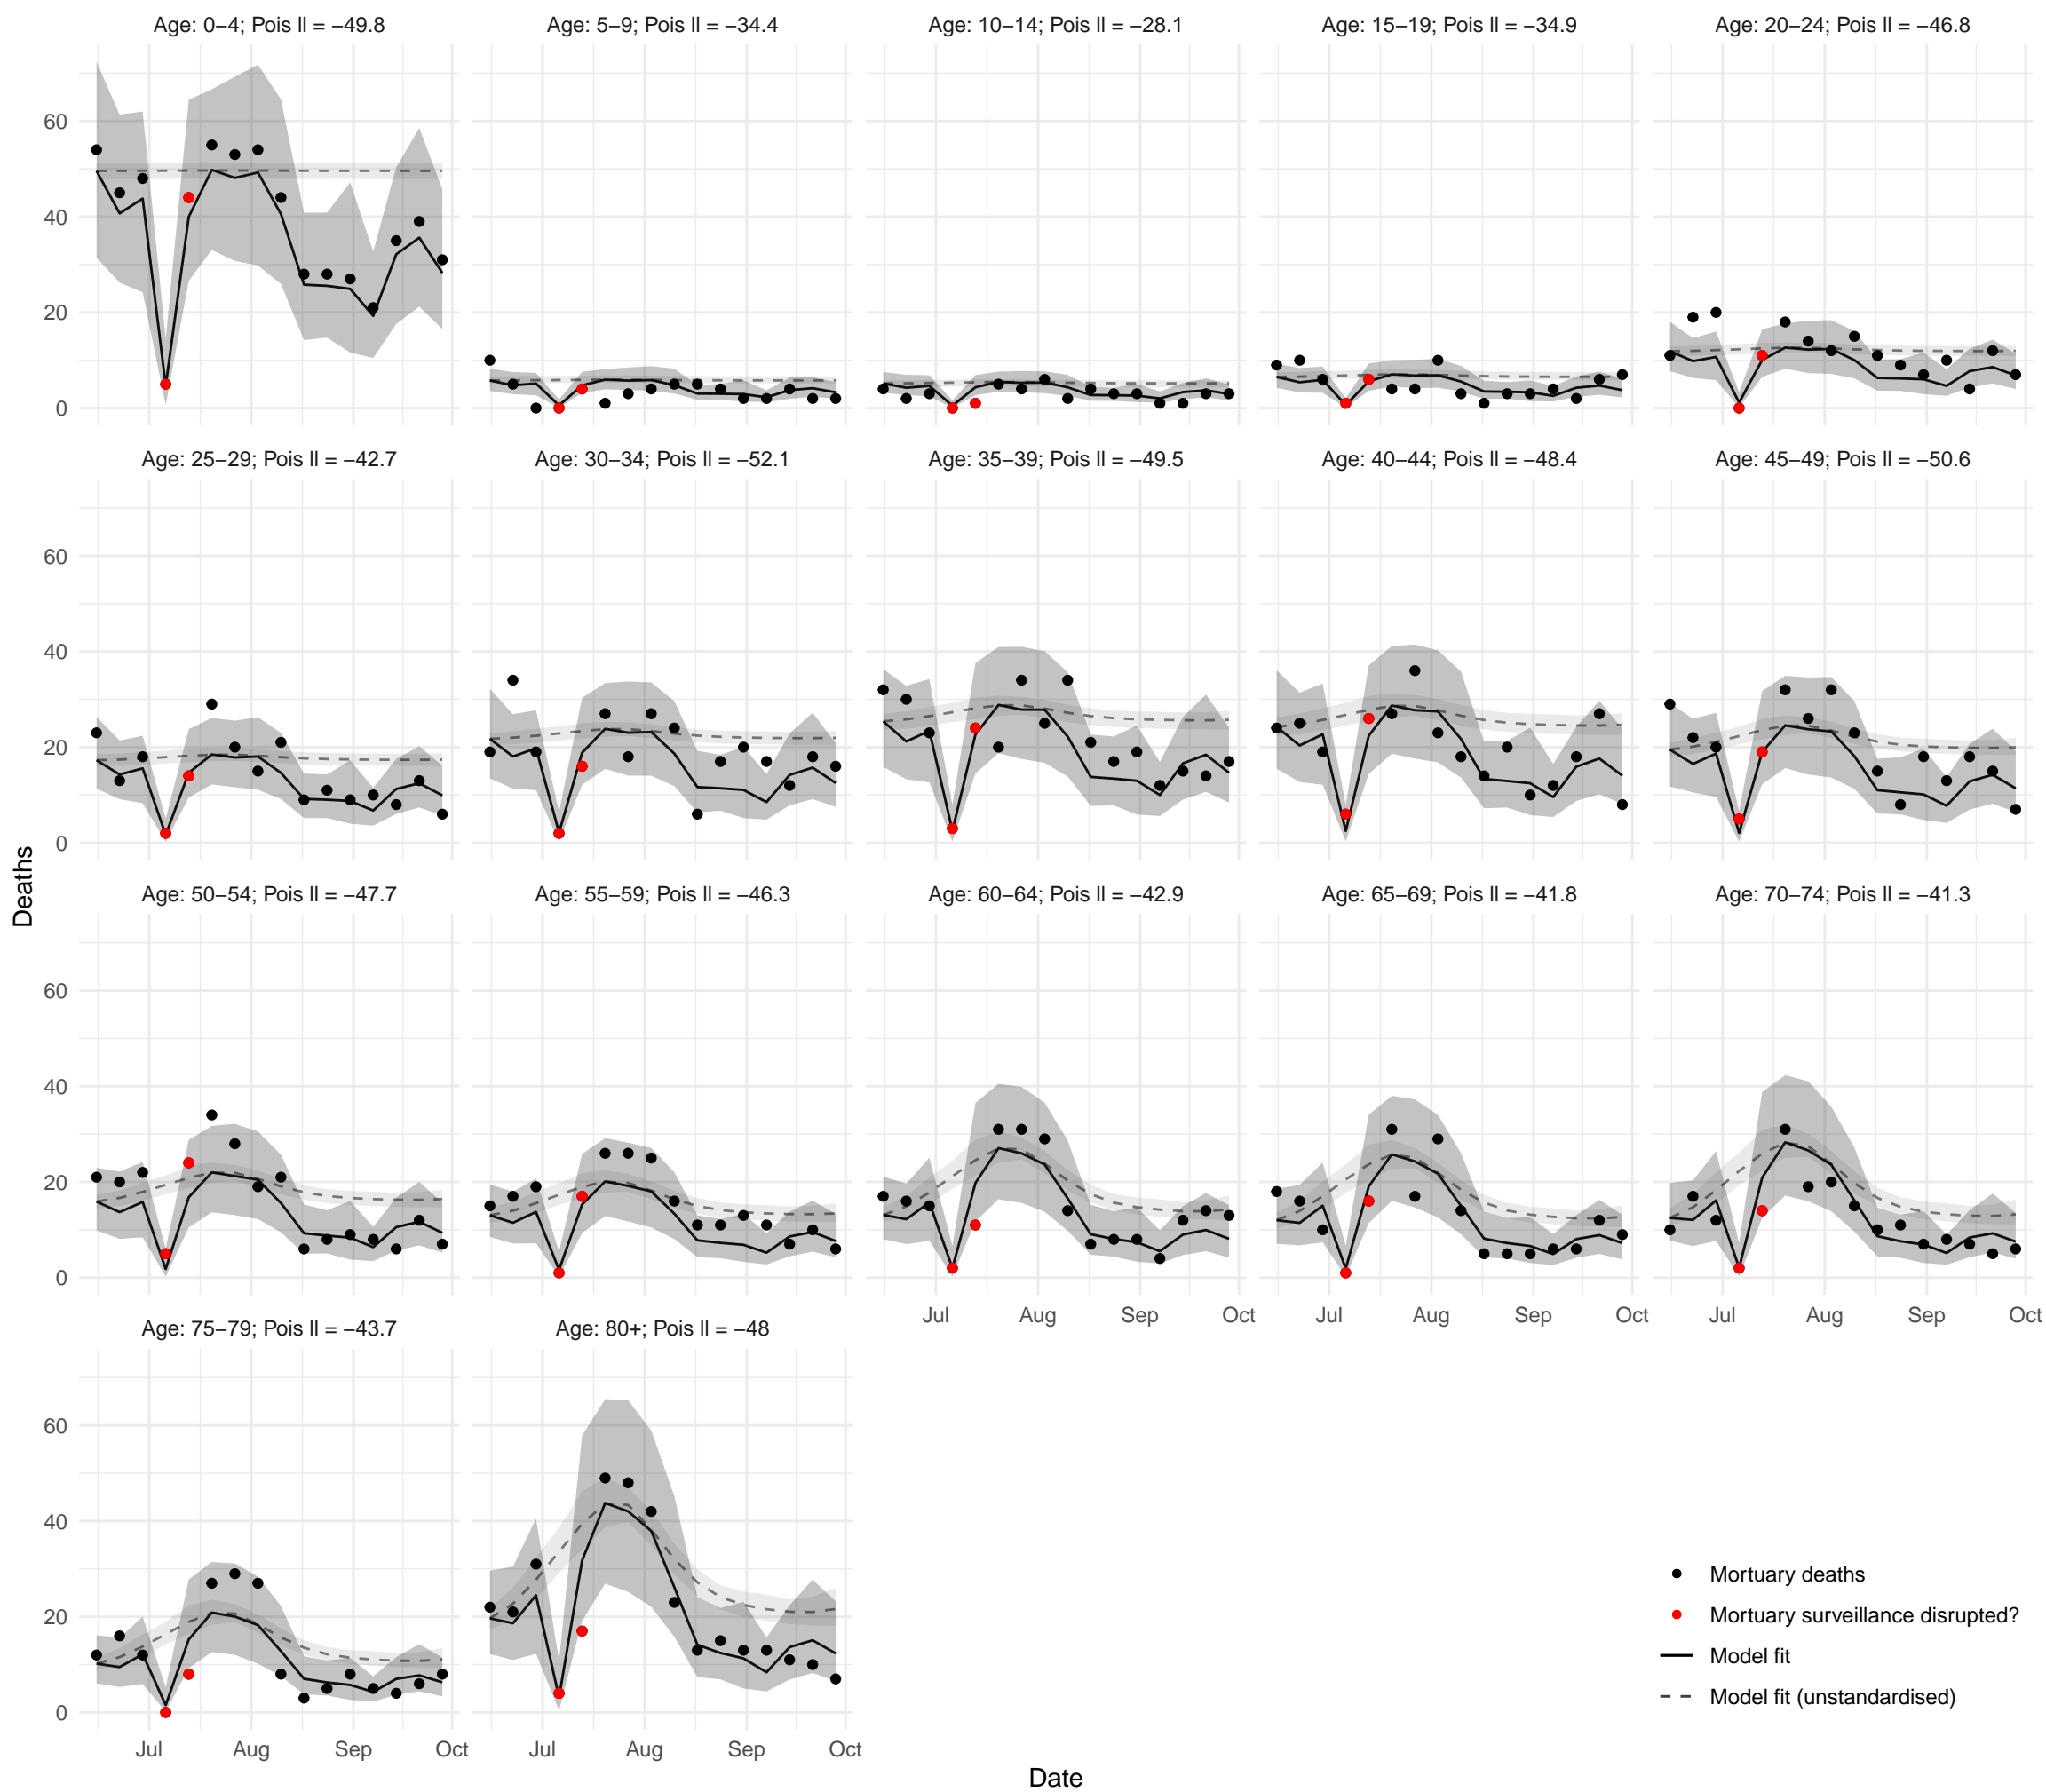 Age: 0−4; Pois ll = −49.8
Age: 5−9; Pois ll = −34.4
Age: 10−14; Pois ll = −28.1
Age: 15−19; Pois ll = −34.9
Age: 20−24; Pois ll = −46.8
60
40
20
0
Age: 25−29; Pois ll = −42.7
Age: 30−34; Pois ll = −52.1
Age: 35−39; Pois ll = −49.5
Age: 40−44; Pois ll = −48.4
Age: 45−49; Pois ll = −50.6
60
40
20
0
Deaths
Age: 50−54; Pois ll = −47.7
Age: 55−59; Pois ll = −46.3
Age: 60−64; Pois ll = −42.9
Age: 65−69; Pois ll = −41.8
Age: 70−74; Pois ll = −41.3
60
40
20
0
Jul Aug Sep Oct
Jul Aug Sep Oct
Jul Aug Sep Oct
Age: 75−79; Pois ll = −43.7
Age: 80+; Pois ll = −48
60
40
20
0
Jul Aug Sep Oct
Jul Aug Sep Oct
Mortuary deaths
Mortuary surveillance disrupted?
Model fit
Model fit (unstandardised)
Date